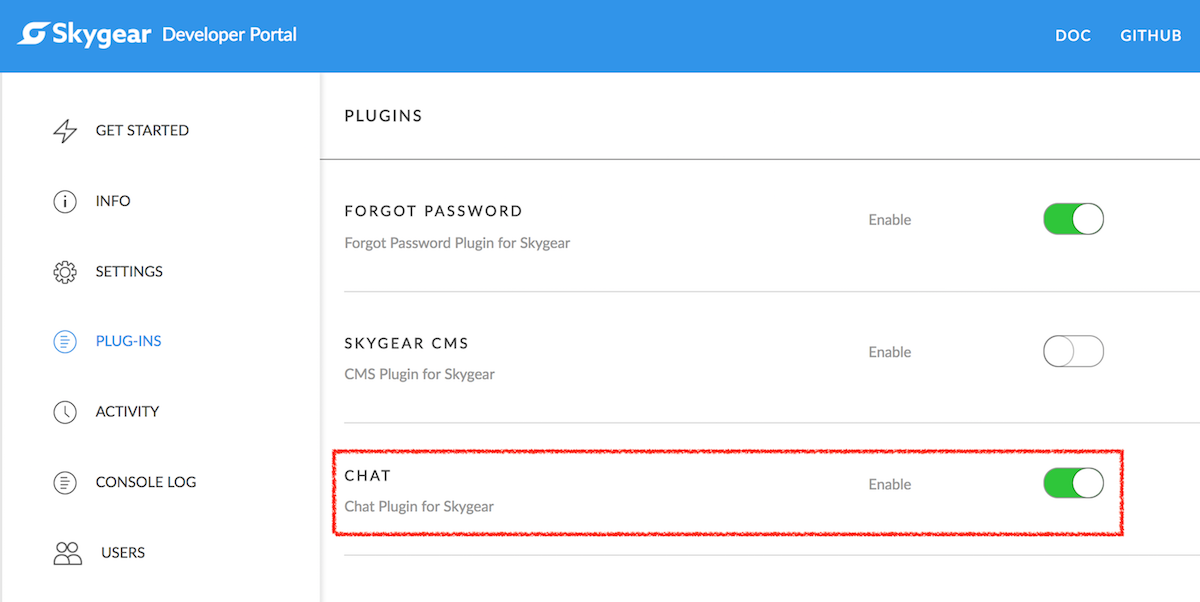 Skygear Developer Portal
DOC
GITHUB
GET STARTED
INFO
SETTINGS
PLUG-INS
ACTIVITY
CONSOLE LOG
USERS
PLUGINS
FORGOT PASSWORD
Enable
Forgot Password Plugin for Skygear
SKYGEAR CMS
Enable
CMS Plugin for Skygear
CHAT
Enable
Chat Plugin for Skygear